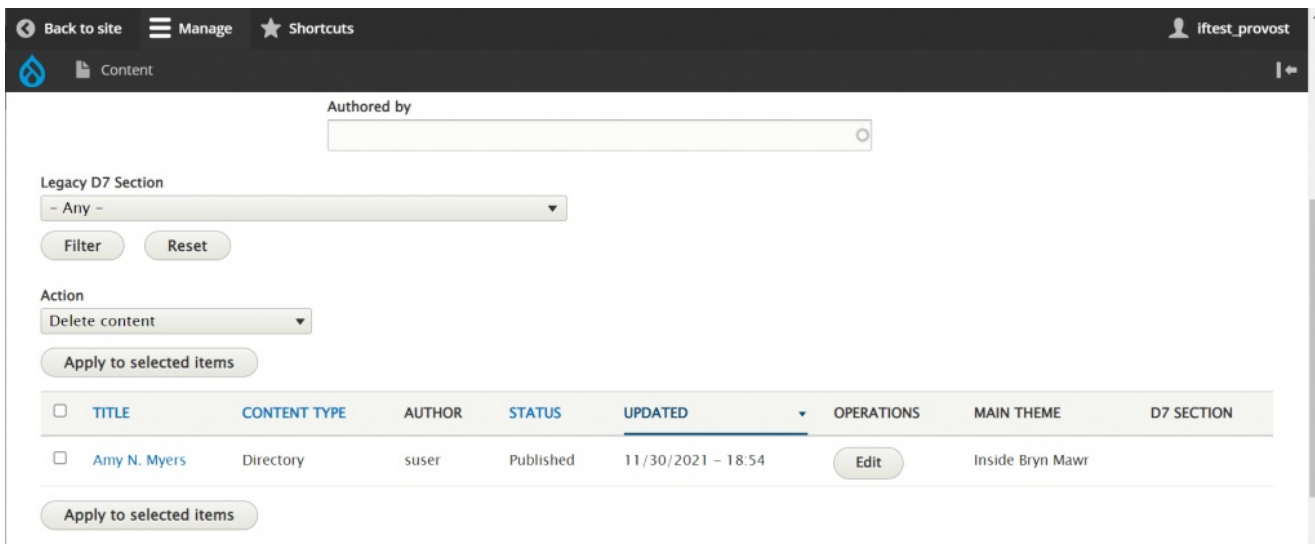 Back to site Manage Shortcuts iftest_provost
Content
Authored by
Legacy D7 Section
- Any -
Filter Reset
Action
Delete content
Apply to selected items
TITLE CONTENT TYPE AUTHOR STATUS UPDATED OPERATIONS MAIN THEME D7 SECTION
Amy N. Myers Directory suser Published 11/30/2021 - 18:54 Edit Inside Bryn Mawr
Apply to selected items